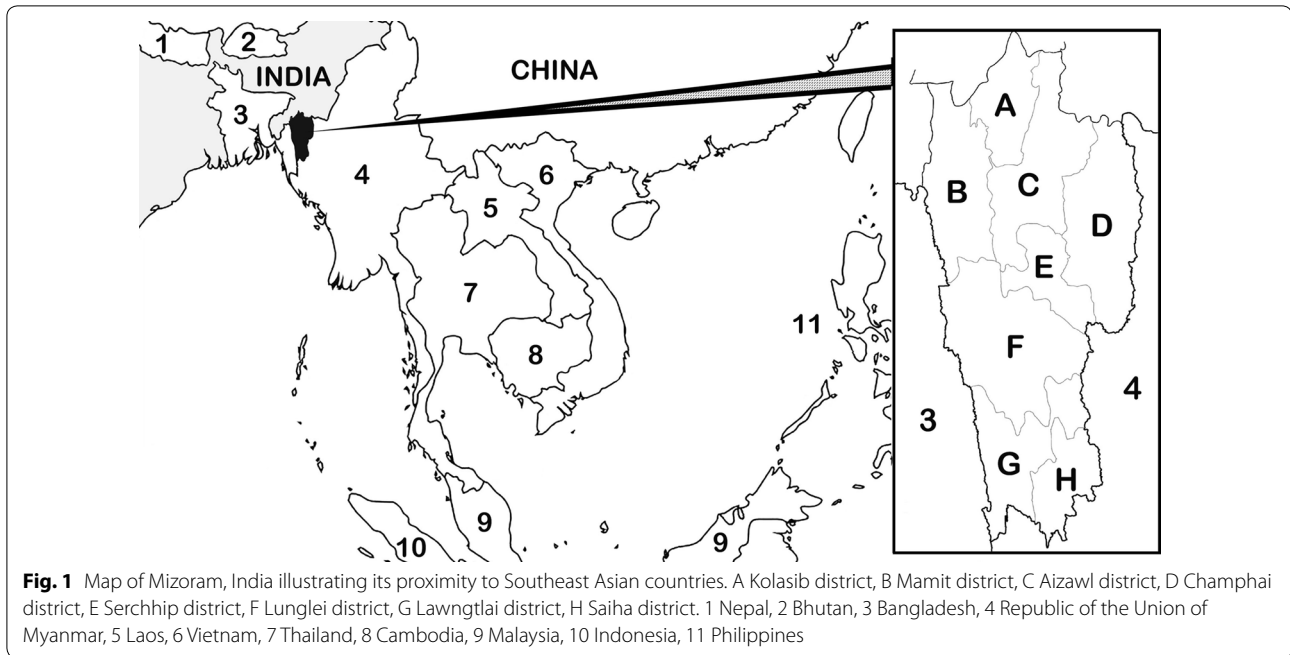 1
2
INDIA
CHINA
3
4
5
6
7
8
9
9
10
11
A
B
C
D
E
F
G
H
3
4
Fig. 1 Map of Mizoram, India illustrating its proximity to Southeast Asian countries. A Kolasib district, B Mamit district, C Aizawl district, D Champhai
district, E Serchhip district, F Lunglei district, G Lawngtlai district, H Saiha district. 1 Nepal, 2 Bhutan, 3 Bangladesh, 4 Republic of the Union of
Myanmar, 5 Laos, 6 Vietnam, 7 Thailand, 8 Cambodia, 9 Malaysia, 10 Indonesia, 11 Philippines